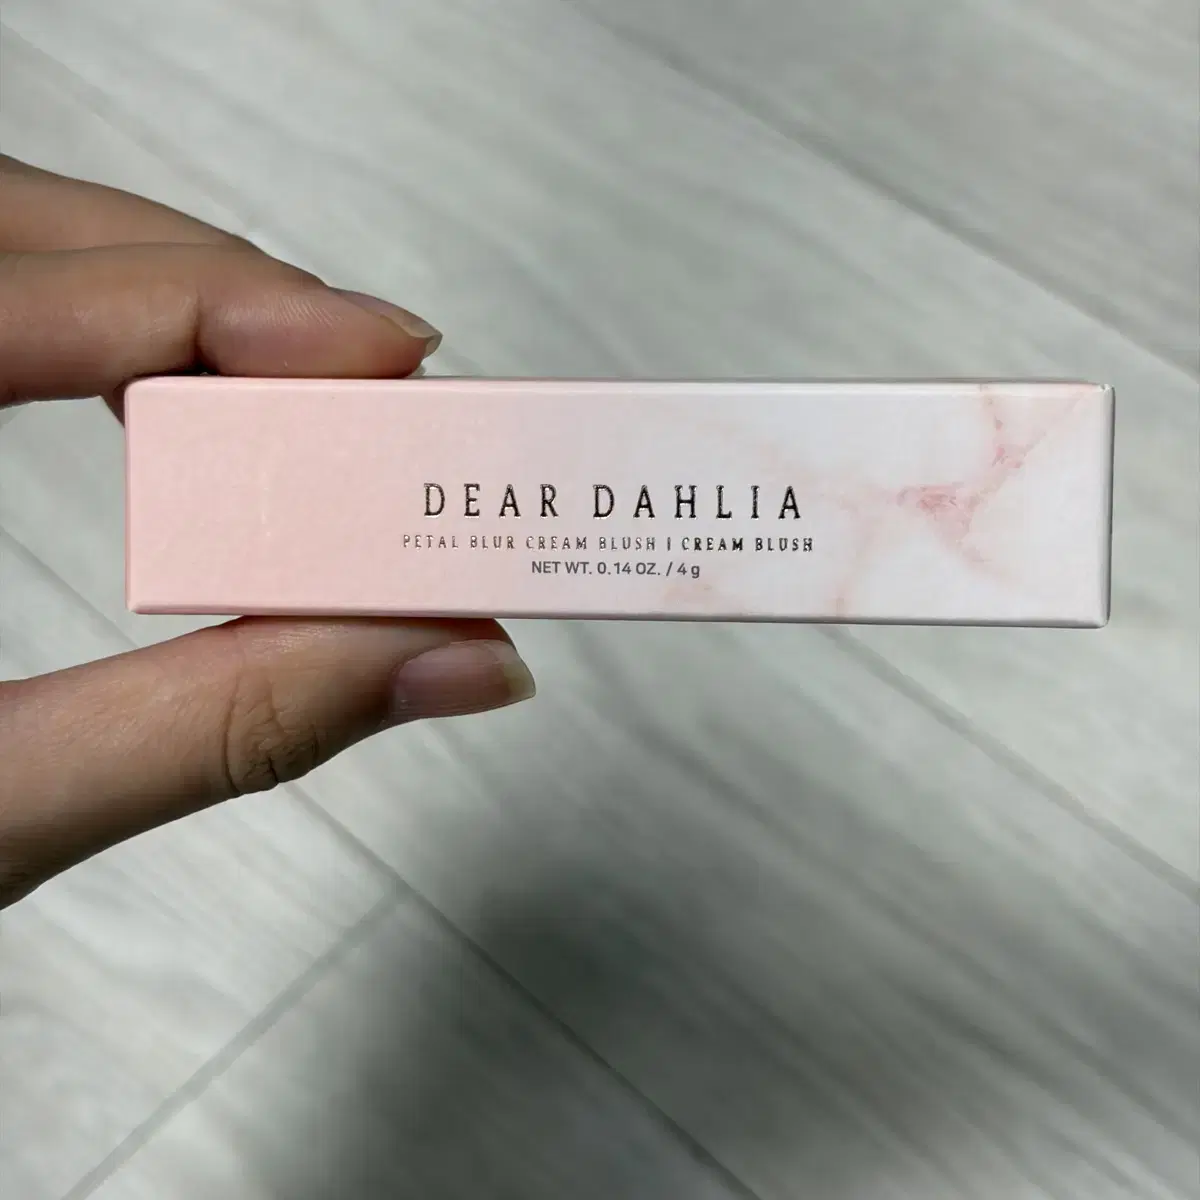 DEAR DAHLIA
PETAL BLUR CREAM BLUSH | CREAM BLUSH
NET WT. 0.14 OZ. / 4 g